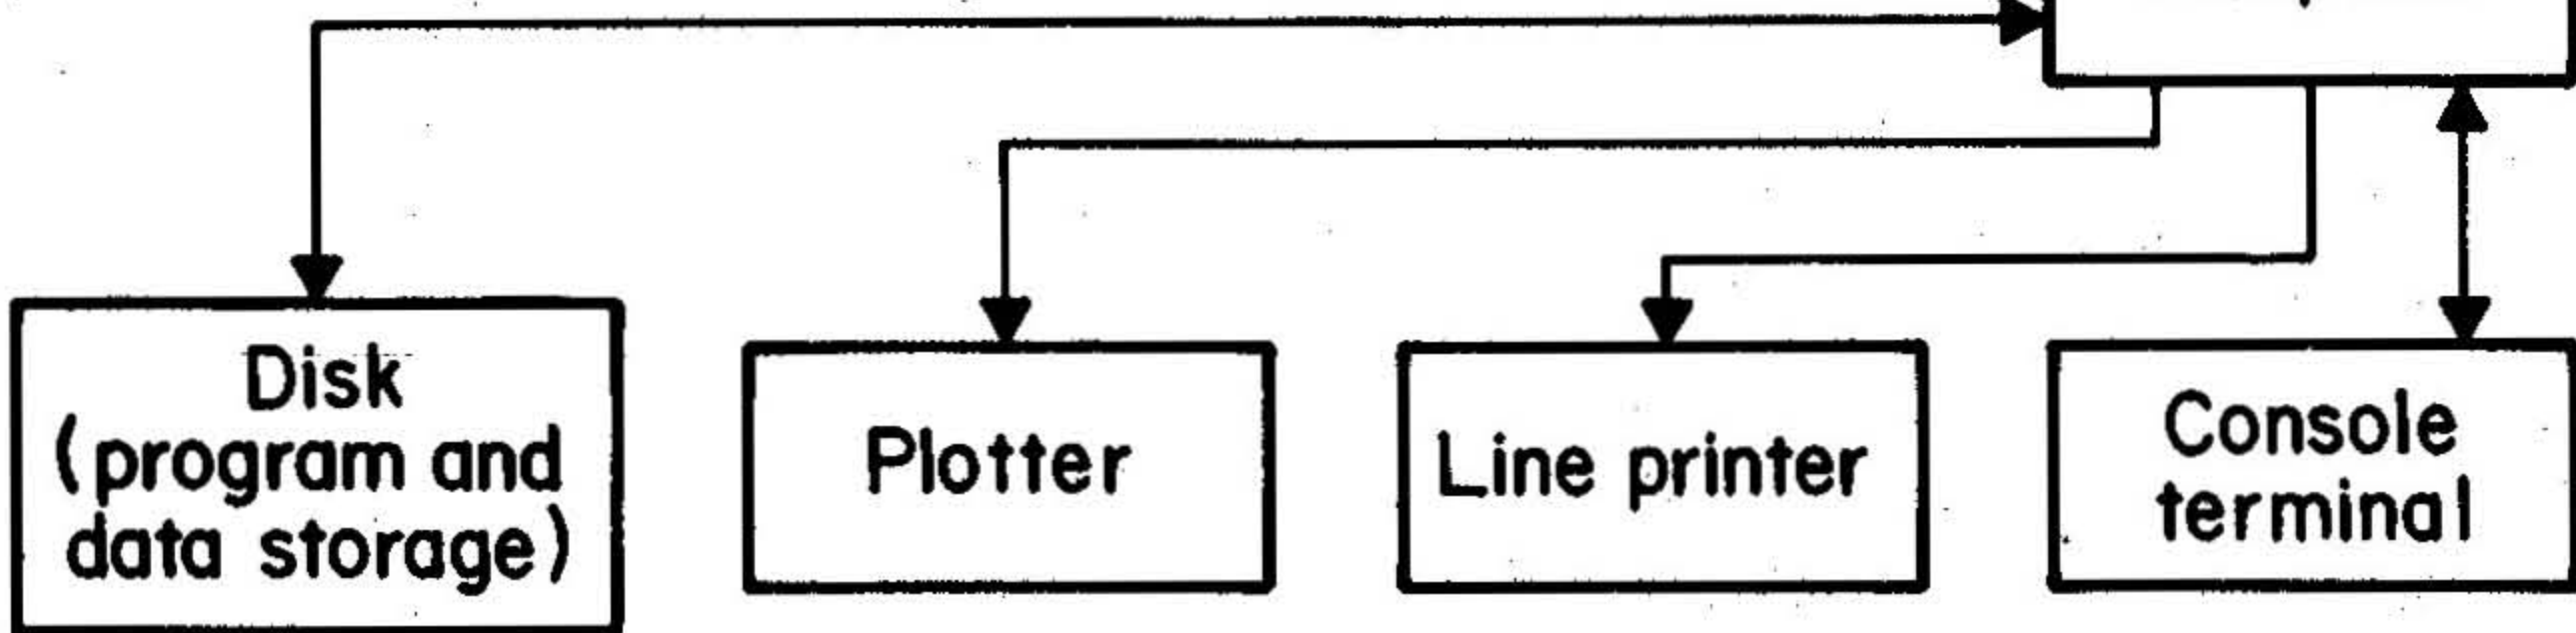 Disk
(program and
data storage)
Plotter
Line printer
Console
terminal